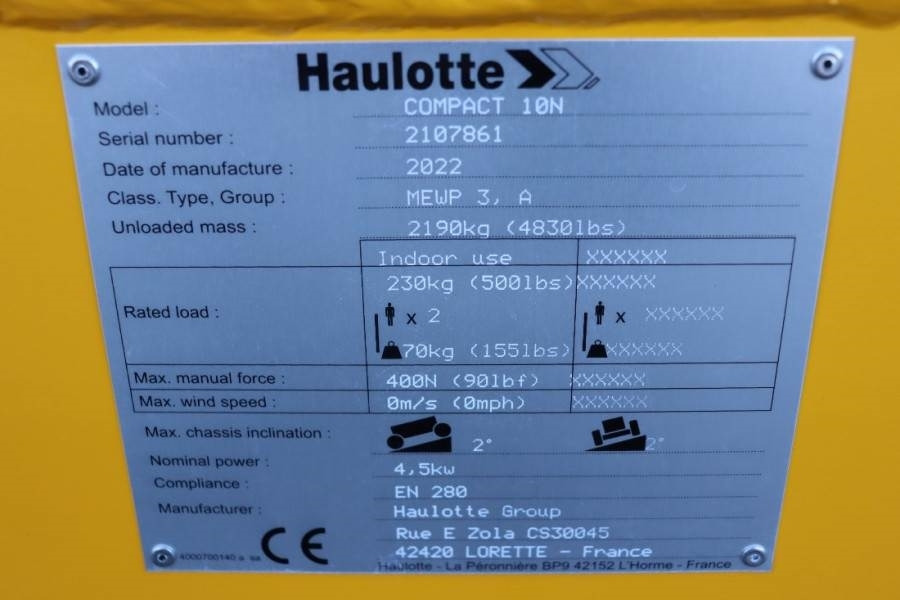 Haulotte
Model : COMPACT 10N
Serial number : 2107861
Date of manufacture : 2022
Class. Type, Group : MEWP 3, A
Unloaded mass : 2190kg (4830lbs)
Indoor use XXXXXX
230kg (500lbs) XXXXXX
Rated load : x 2 x XXXXXX
70kg (155lbs) XXXXXX
Max. manual force : 400N (90lbf) XXXXXX
Max. wind speed : 0m/s (0mph) XXXXXX
Max. chassis inclination : 2° 2°
Nominal power : 4,5kw
Compliance : EN 280
Manufacturer : Haulotte Group
Rue E Zola CS30045
4000700140 a CE 42420 LORETTE - France
Haulotte - La Péronnière BP9 42152 L'Horme - France